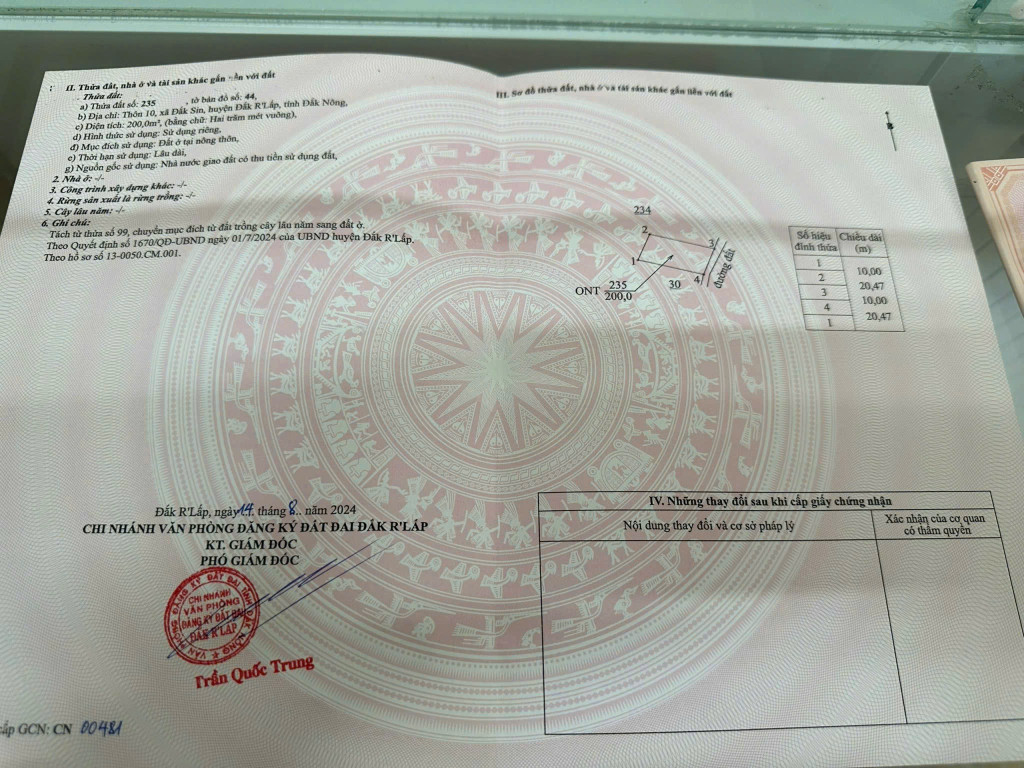 II. Thửa đất, nhà ở và tài sản khác gắn liền với đất
1. Thửa đất:
a) Thửa đất số: 235 , tờ bản đồ số: 44,
b) Địa chỉ: Thôn 10, xã Đắk Sin, huyện Đắk R'Lấp, tỉnh Đắk Nông,
c) Diện tích: 200,0m², (bằng chữ: Hai trăm mét vuông),
d) Hình thức sử dụng: Sử dụng riêng,
đ) Mục đích sử dụng: Đất ở tại nông thôn,
e) Thời hạn sử dụng: Lâu dài,
g) Nguồn gốc sử dụng: Nhà nước giao đất có thu tiền sử dụng đất,
2. Nhà ở: -/-
3. Công trình xây dựng khác: -/-
4. Rừng sản xuất là rừng trồng: -/-
5. Cây lâu năm: -/-
6. Ghi chú:
Tách từ thửa số 99, chuyển mục đích từ đất trồng cây lâu năm sang đất ở.
Theo Quyết định số 1670/QĐ-UBND ngày 01/7/2024 của UBND huyện Đắk R'Lấp.
Theo hồ sơ số 13-0050.CM.001.
Đắk R'Lấp, ngày 14. tháng 8.. năm 2024
CHI NHÁNH VĂN PHÒNG ĐĂNG KÝ ĐẤT ĐAI ĐẮK R'LẤP
KT. GIÁM ĐỐC
PHÓ GIÁM ĐỐC
VĂN PHÒNG ĐĂNG KÝ ĐẤT ĐAI TỈNH ĐẮK NÔNG
CHI NHÁNH
VĂN PHÒNG
ĐĂNG KÝ ĐẤT ĐAI
ĐẮK R'LẤP
Trần Quốc Trung
cấp GCN: CN 00481
III. Sơ đồ thửa đất, nhà ở và tài sản khác gắn liền với đất
B
234
2
3
1
4
đường đất
ONT 235
200,0
30
Số hiệu đỉnh thửa Chiều dài (m)
1
10,00
2
20,47
3
10,00
4
20,47
1
IV. Những thay đổi sau khi cấp giấy chứng nhận
Nội dung thay đổi và cơ sở pháp lý
Xác nhận của cơ quan
có thẩm quyền